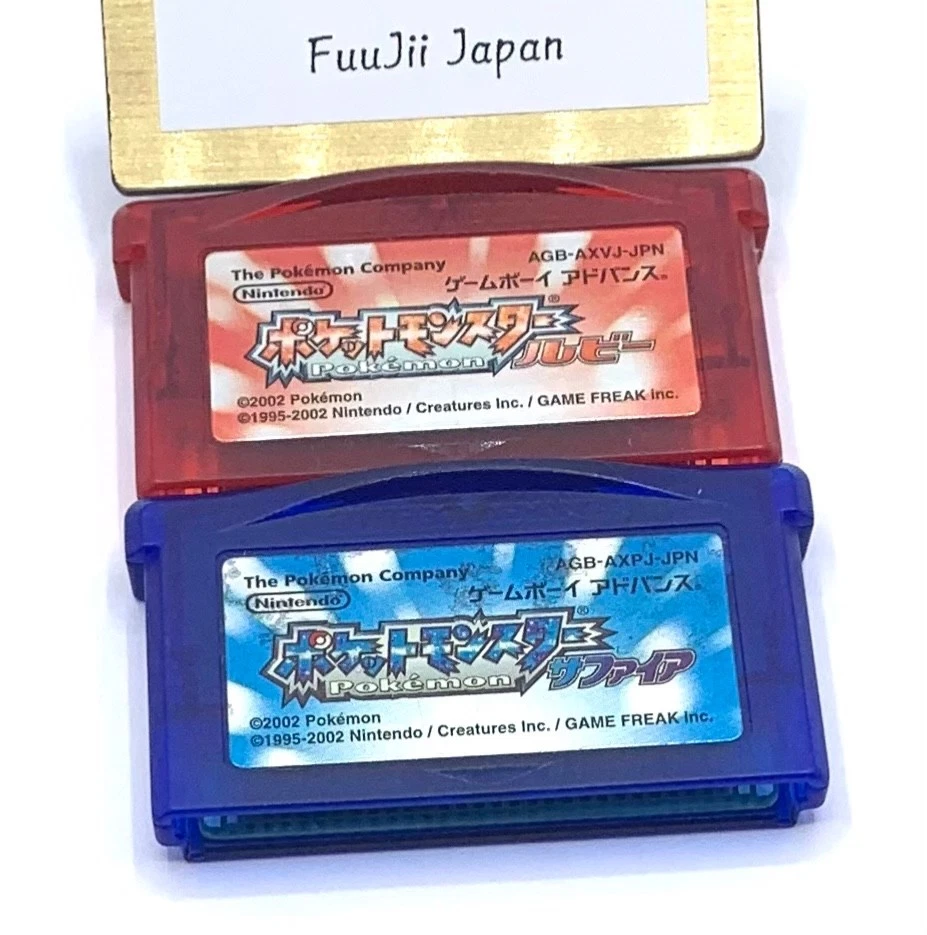 FuuJii Japan
AGB-AXVJ-JPN
The Pokémon Company
ゲームボーイ アドバンス®
Nintendo®
ポケットモンスター®
ルビー
Pokémon
©2002 Pokémon
©1995-2002 Nintendo / Creatures Inc. / GAME FREAK inc.
AGB-AXPJ-JPN
The Pokémon Company
ゲームボーイ アドバンス®
Nintendo®
ポケットモンスター®
サファイア
Pokémon
©2002 Pokémon
©1995-2002 Nintendo / Creatures Inc. / GAME FREAK inc.